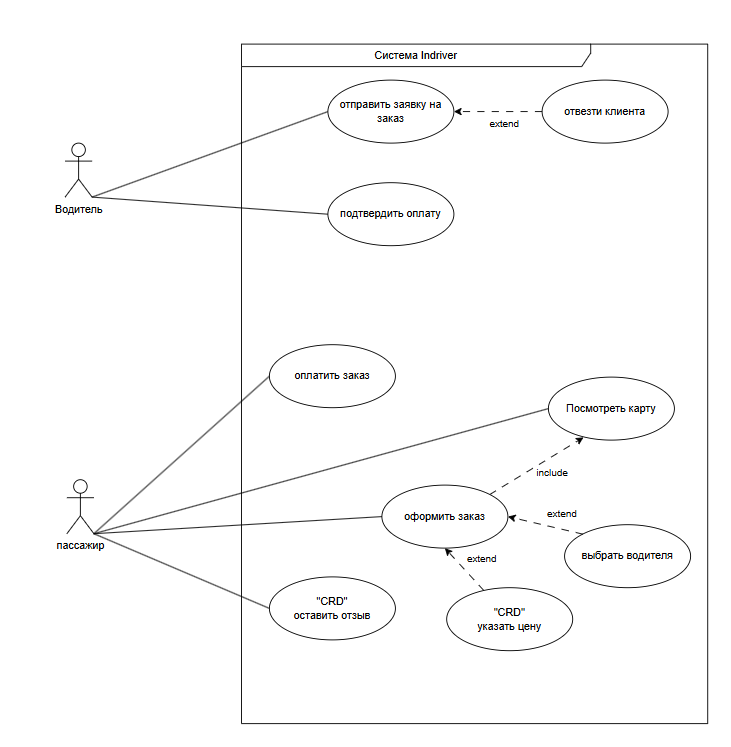 Система Indriver
отправить заявку на
заказ
extend
отвезти клиента
Водитель
подтвердить оплату
оплатить заказ
Посмотреть карту
include
оформить заказ
extend
выбрать водителя
пассажир
extend
"CRD"
оставить отзыв
"CRD"
указать цену